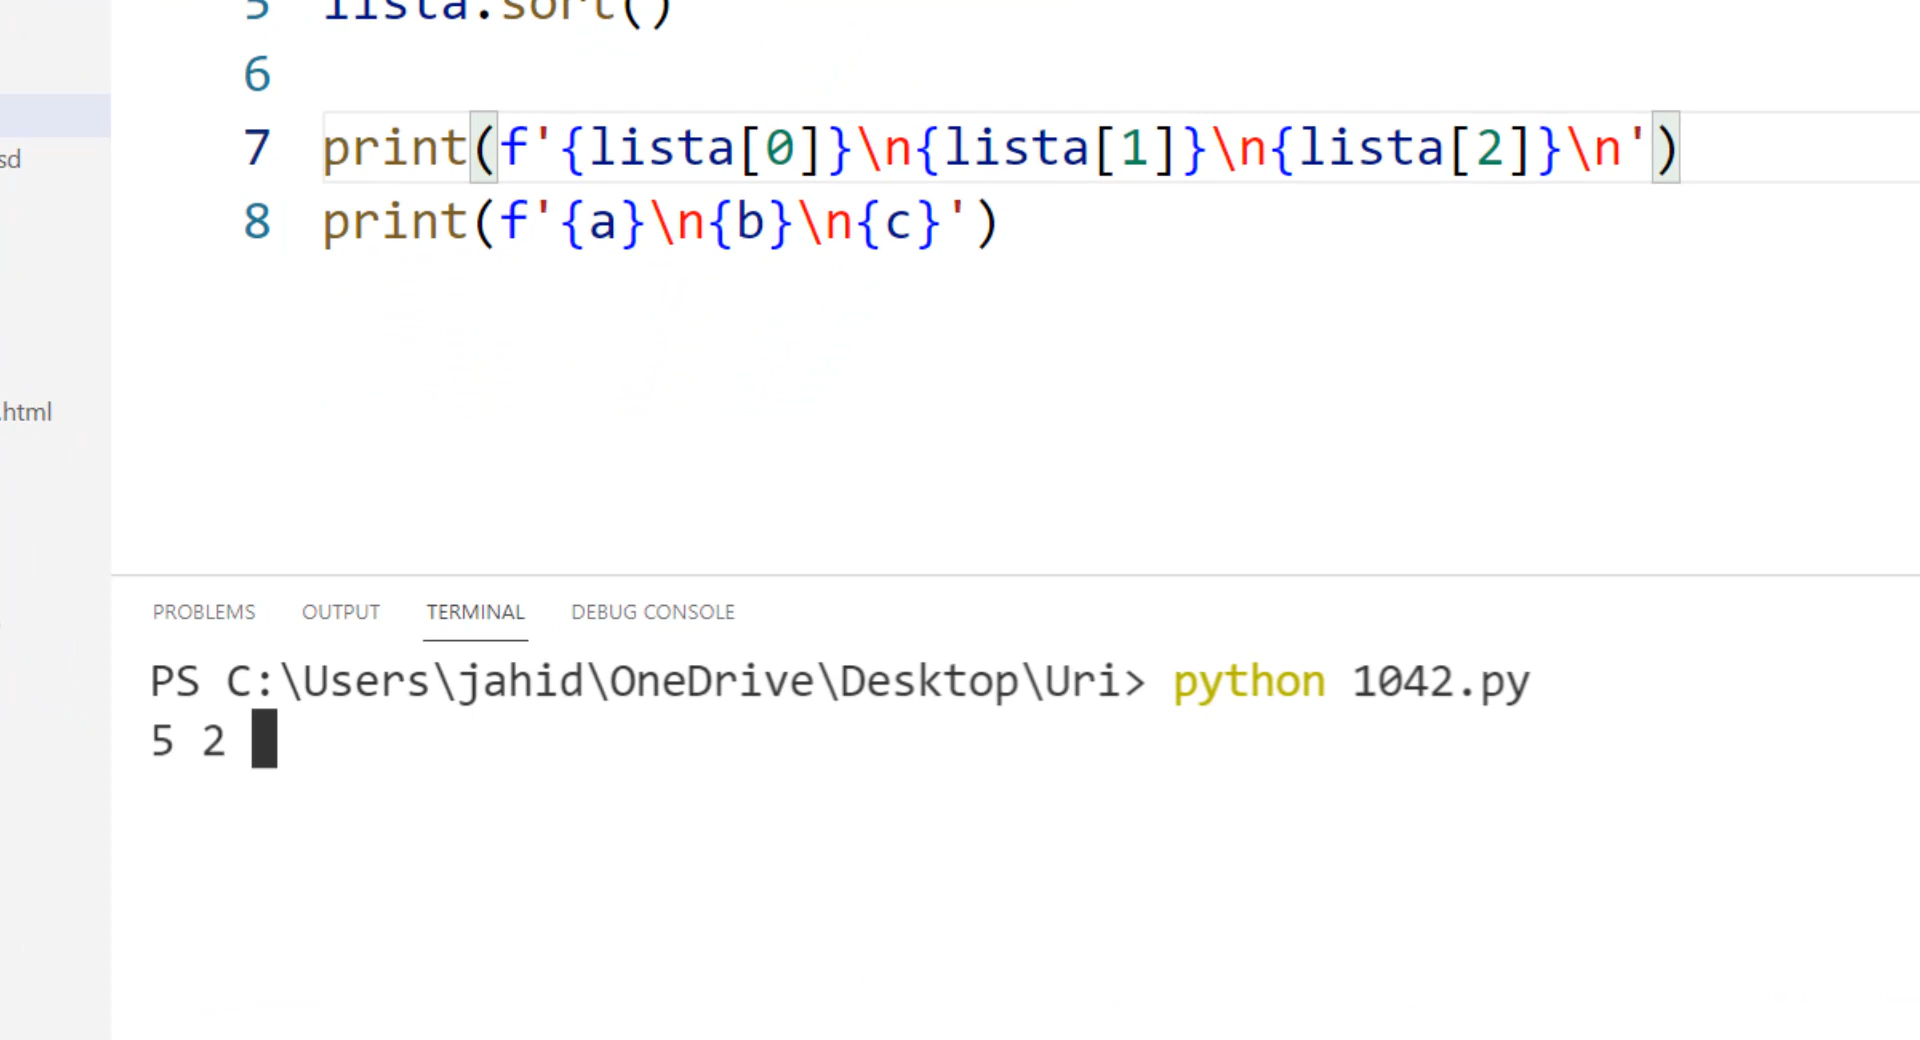 5 lista.sort()
6
7 print(f'{lista[0]}\n{lista[1]}\n{lista[2]}\n')
8 print(f'{a}\n{b}\n{c}')
sd
.html
PROBLEMS OUTPUT TERMINAL DEBUG CONSOLE
PS C:\Users\jahid\OneDrive\Desktop\Uri> python 1042.py
5 2